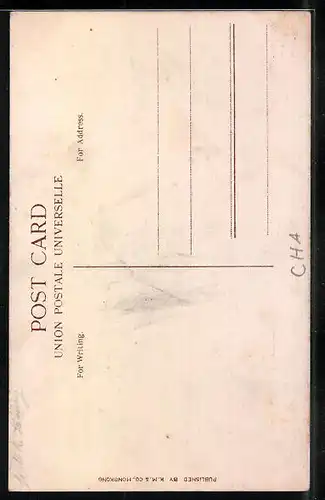 POST CARD
UNION POSTALE UNIVERSELLE
For Writing.
For Address.
PUBLISHED BY K. M. & CO., HONGKONG
CHA